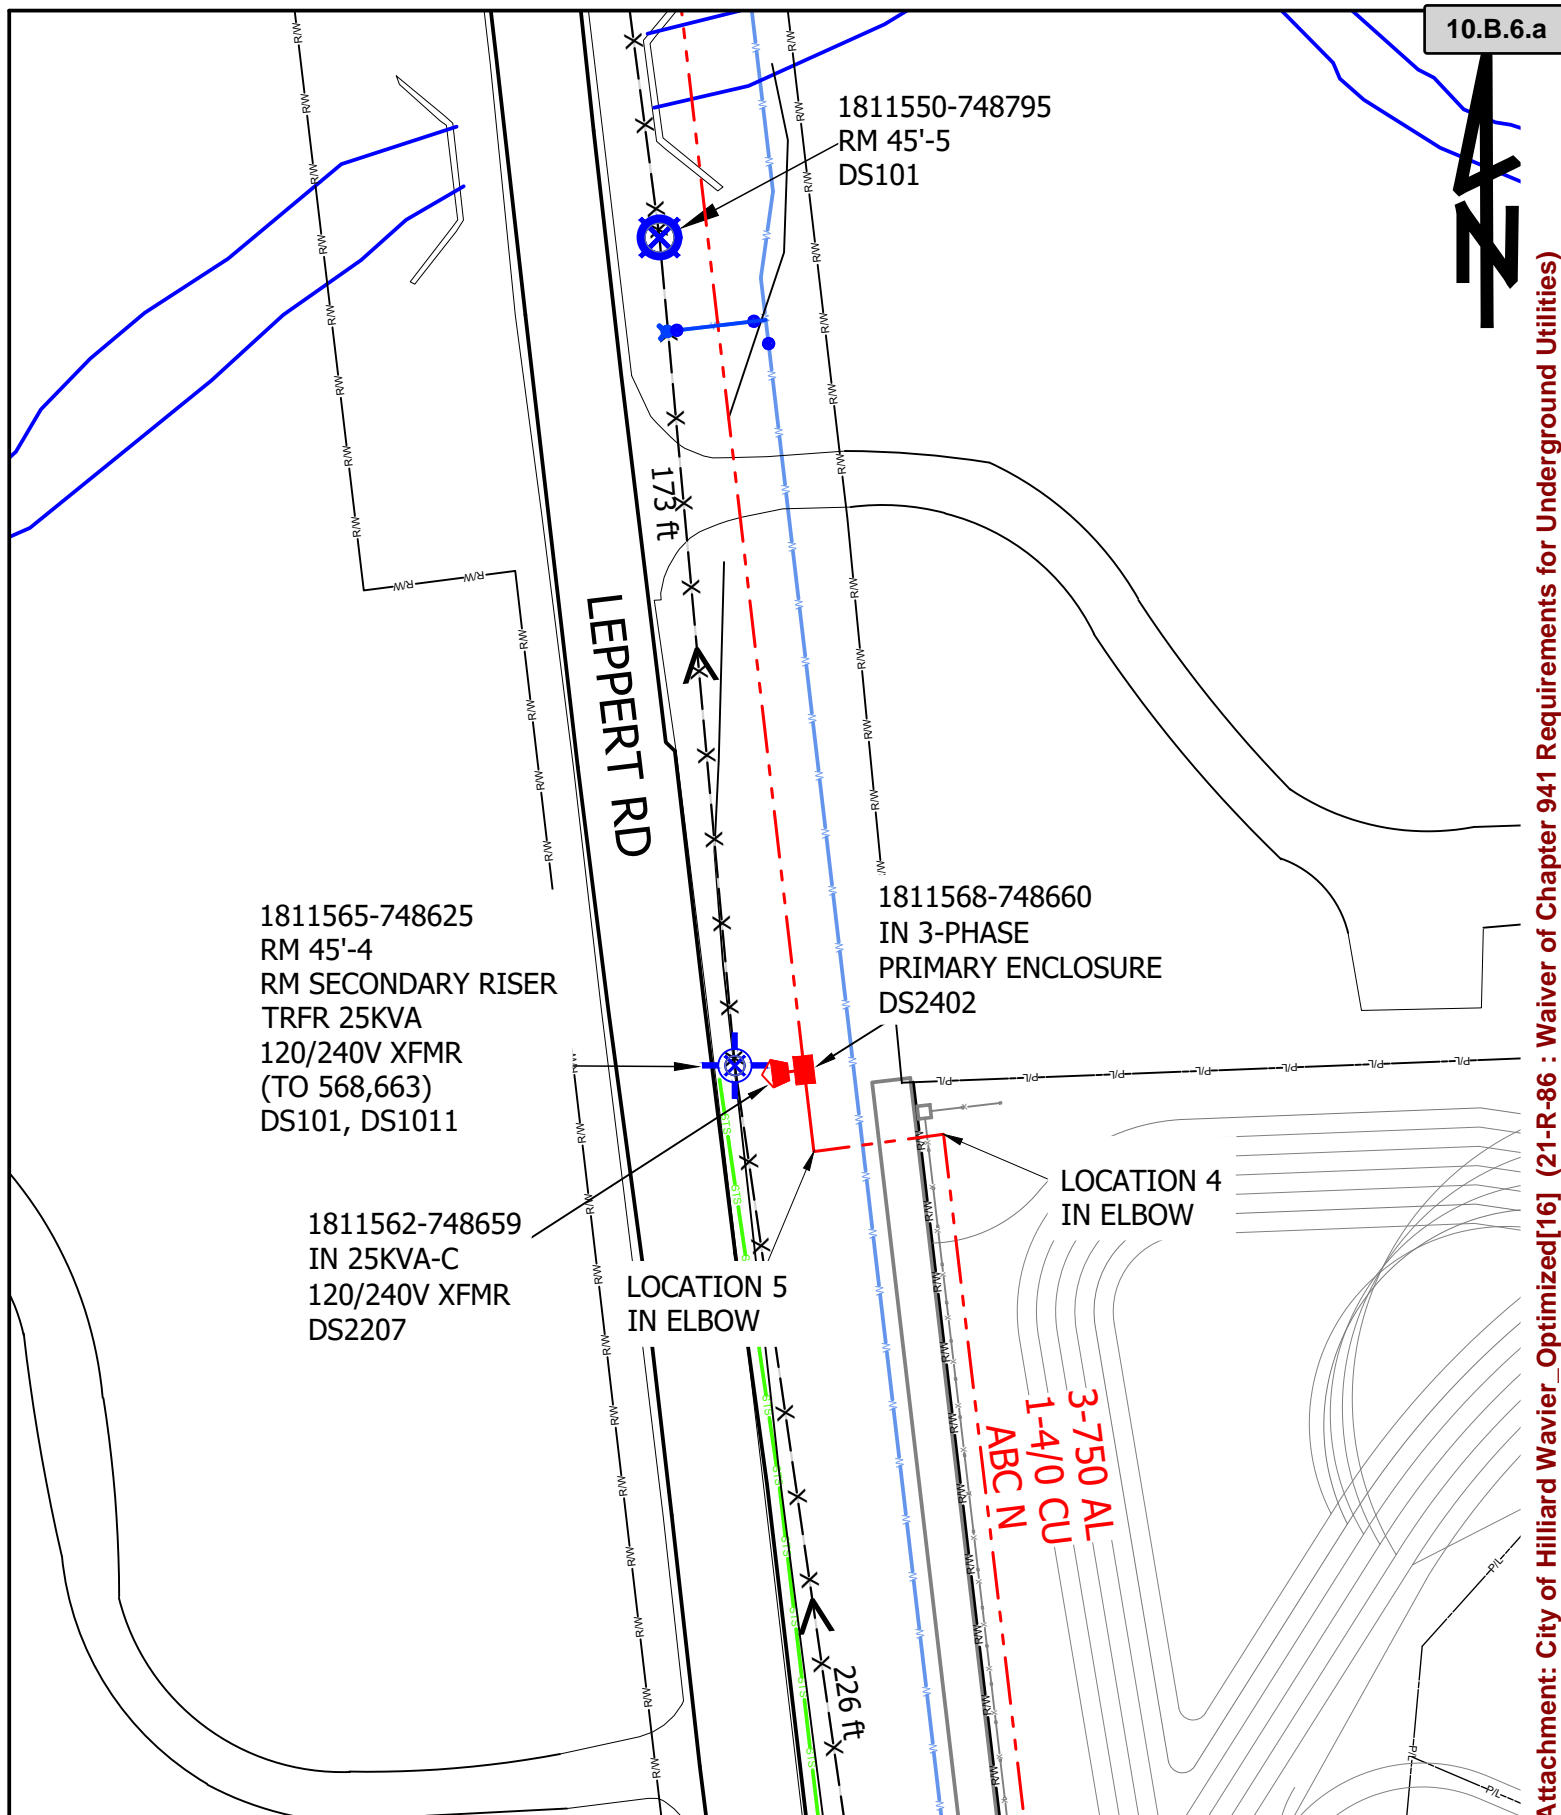 10.B.6.a
N
1811550-748795
RM 45'-5
DS101
173 ft
LEPPERT RD
1811565-748625
RM 45'-4
RM SECONDARY RISER
TRFR 25KVA
120/240V XFMR
(TO 568,663)
DS101, DS1011
1811568-748660
IN 3-PHASE
PRIMARY ENCLOSURE
DS2402
1811562-748659
IN 25KVA-C
120/240V XFMR
DS2207
LOCATION 5
IN ELBOW
LOCATION 4
IN ELBOW
3-750 AL
1-4/0 CU
ABC N
226 ft
R/W
P/L
W
STS
Attachment: City of Hilliard Wavier_Optimized[16] (21-R-86 : Waiver of Chapter 941 Requirements for Underground Utilities)